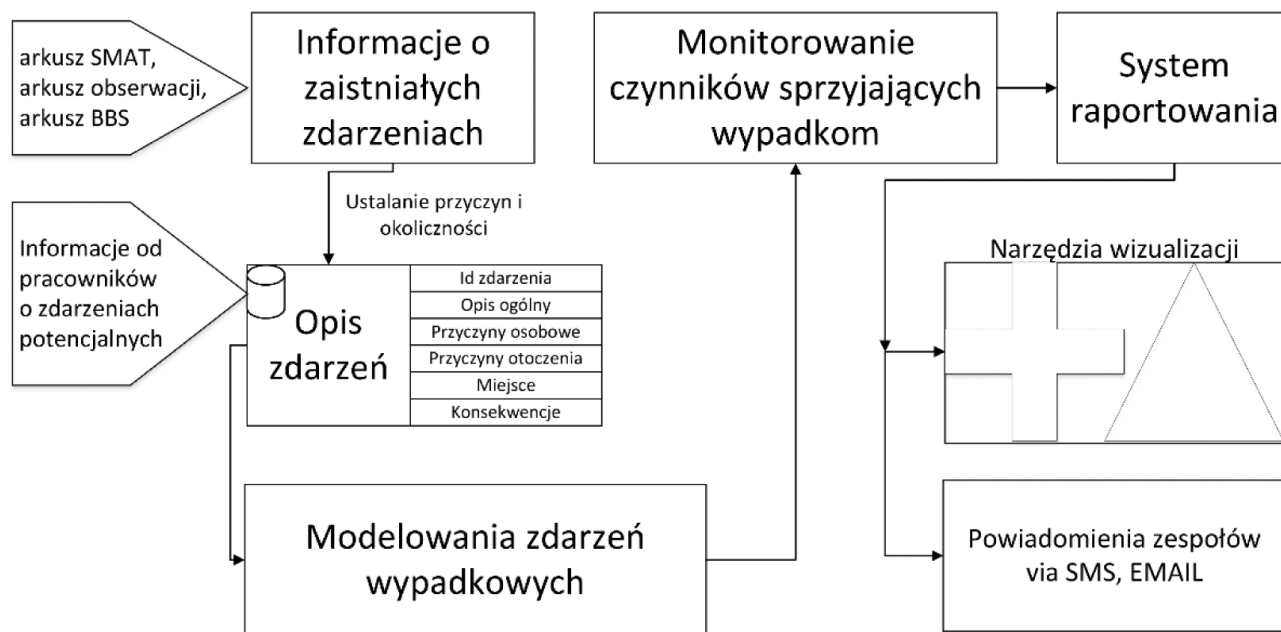 arkusz SMAT,
arkusz obserwacji,
arkusz BBS
Informacje o
zaistniałych
zdarzeniach
Monitorowanie
czynników sprzyjających
wypadkom
System
raportowania
Ustalanie przyczyn i
okoliczności
Informacje od
pracowników
o zdarzeniach
potencjalnych
Opis
zdarzeń
Id zdarzenia
Opis ogólny
Przyczyny osobowe
Przyczyny otoczenia
Miejsce
Konsekwencje
Narzędzia wizualizacji
Modelowania zdarzeń
wypadkowych
Powiadomienia zespołów
via SMS, EMAIL